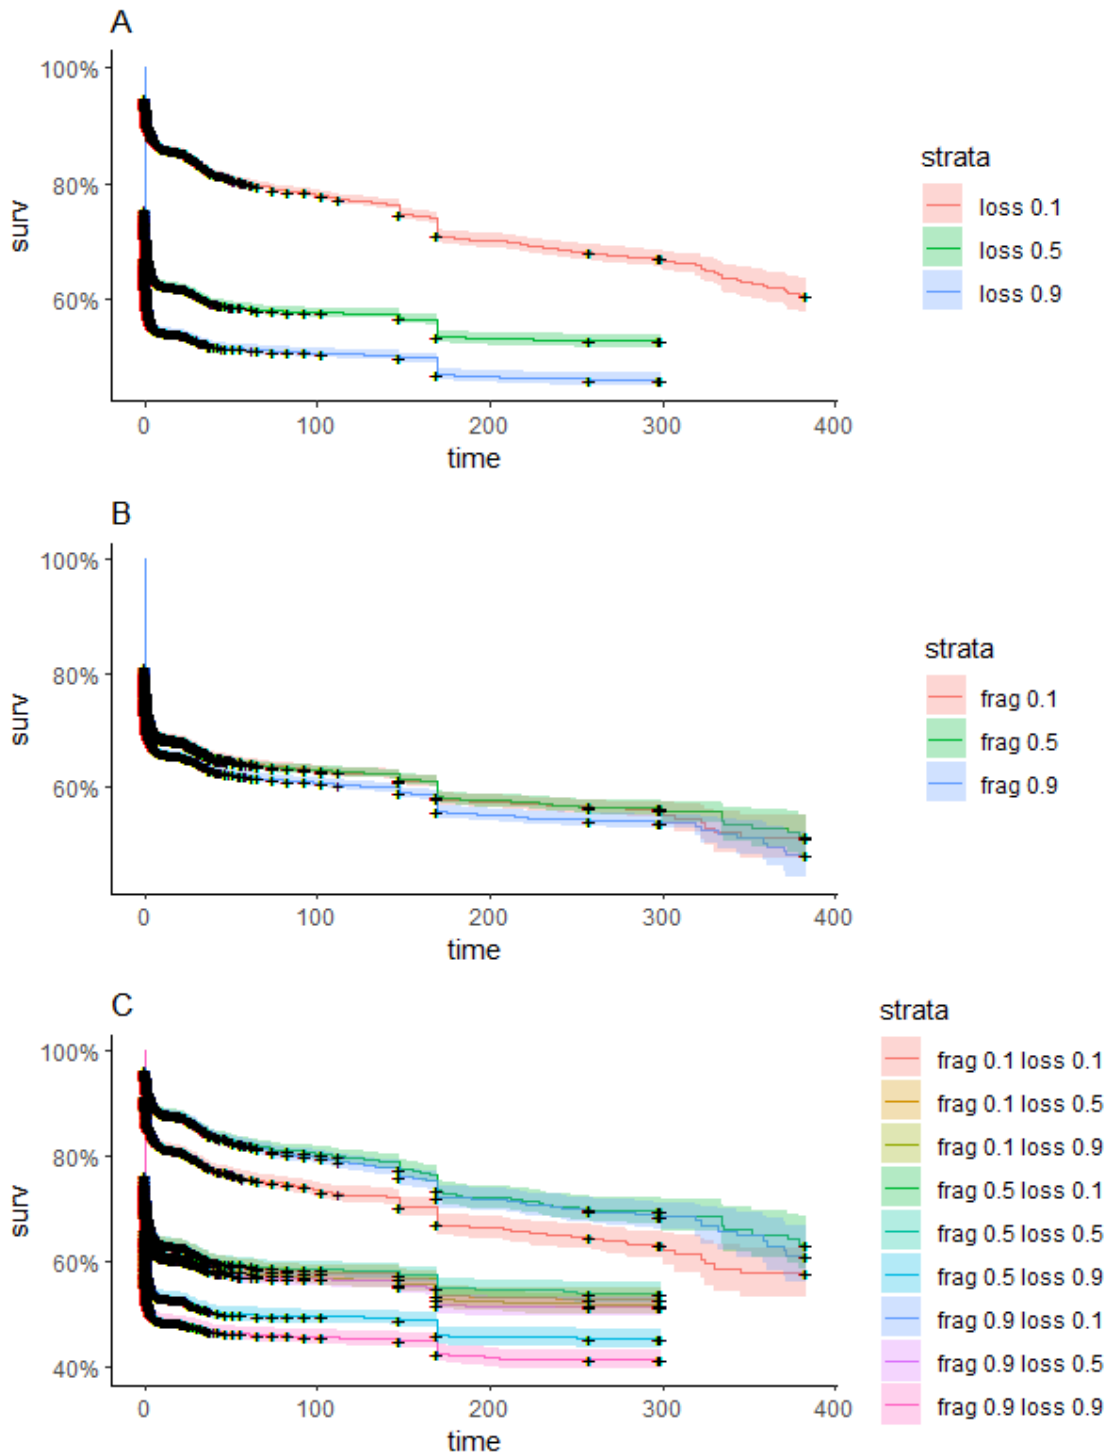 A
100%
80%
60%
surv
0 100 200 300 400
time
strata
loss 0.1
loss 0.5
loss 0.9
B
100%
80%
60%
surv
0 100 200 300 400
time
strata
frag 0.1
frag 0.5
frag 0.9
C
100%
80%
60%
40%
surv
0 100 200 300 400
time
strata
frag 0.1 loss 0.1
frag 0.1 loss 0.5
frag 0.1 loss 0.9
frag 0.5 loss 0.1
frag 0.5 loss 0.5
frag 0.5 loss 0.9
frag 0.9 loss 0.1
frag 0.9 loss 0.5
frag 0.9 loss 0.9